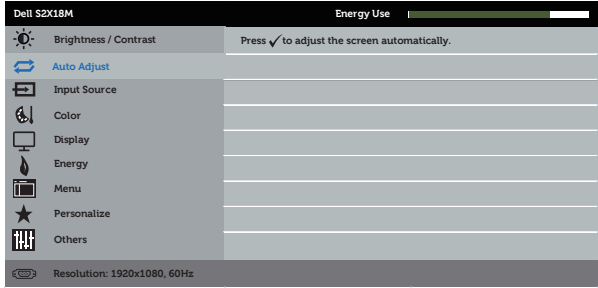 Dell S2X18M Energy Use
Brightness / Contrast Press ✓ to adjust the screen automatically.
Auto Adjust
Input Source
Color
Display
Energy
Menu
Personalize
Others
Resolution: 1920x1080, 60Hz